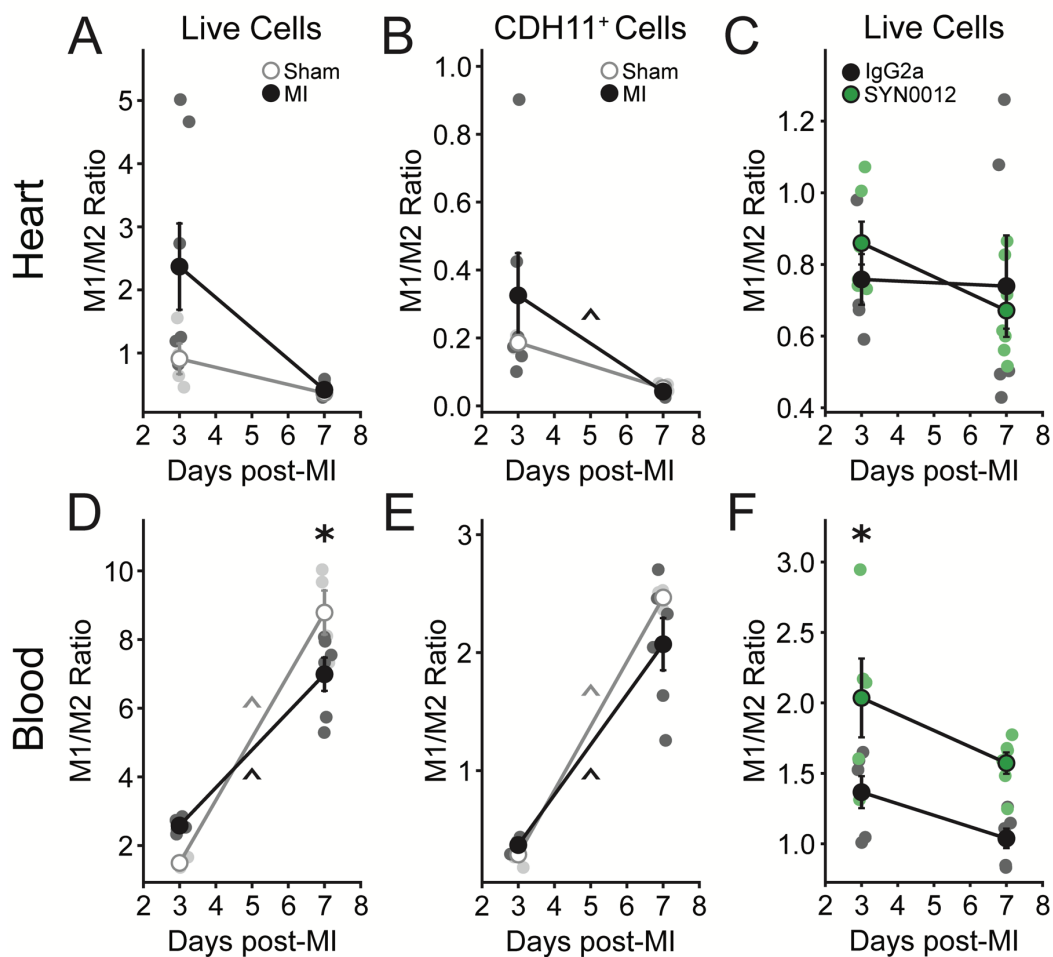 A Live Cells
B CDH11⁺ Cells
C Live Cells
Heart
M1/M2 Ratio
5
4
3
2
1
Sham
MI
2 3 4 5 6 7 8
Days post-MI
M1/M2 Ratio
1.0
0.8
0.6
0.4
0.2
0.0
Sham
MI
^
2 3 4 5 6 7 8
Days post-MI
M1/M2 Ratio
1.2
1.0
0.8
0.6
0.4
IgG2a
SYN0012
2 3 4 5 6 7 8
Days post-MI
Blood
D
M1/M2 Ratio
10
8
6
4
2
*
^
^
2 3 4 5 6 7 8
Days post-MI
E
M1/M2 Ratio
3
2
1
^
^
2 3 4 5 6 7 8
Days post-MI
F
M1/M2 Ratio
3.0
2.5
2.0
1.5
1.0
*
2 3 4 5 6 7 8
Days post-MI